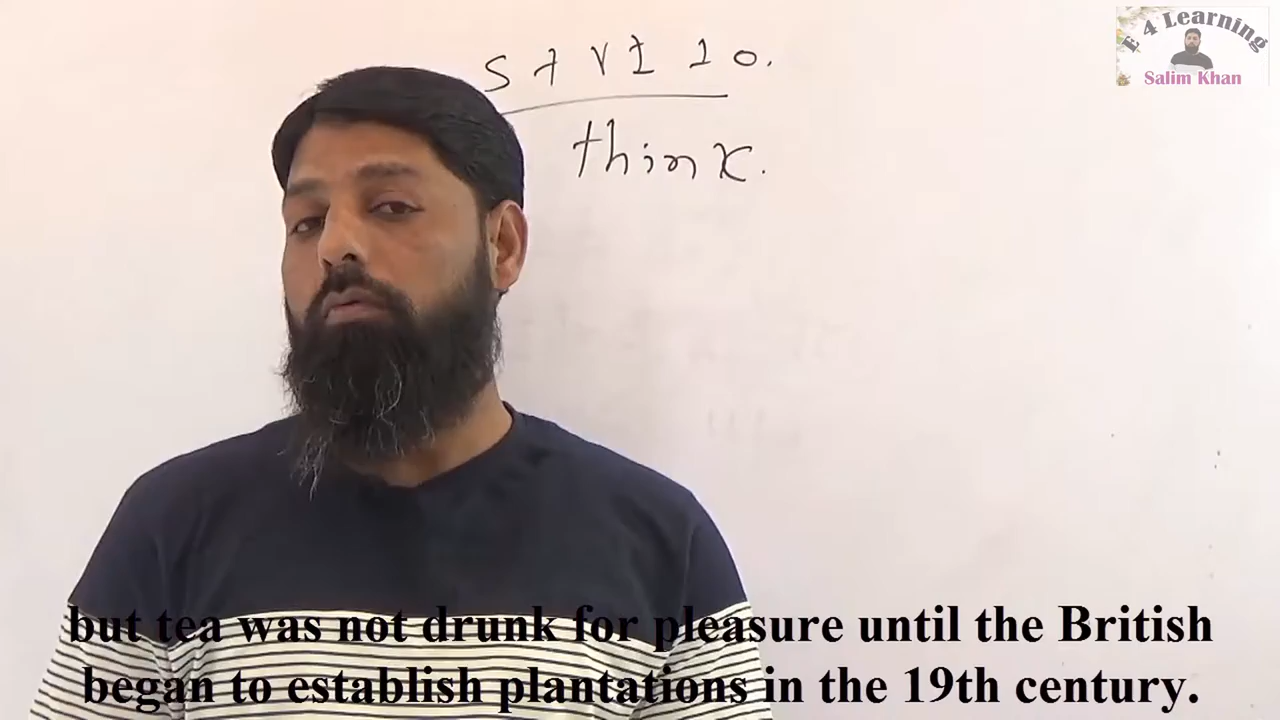 E 4 Learning
Salim Khan
S + V I I O.
think.
but tea was not drunk for pleasure until the British
began to establish plantations in the 19th century.